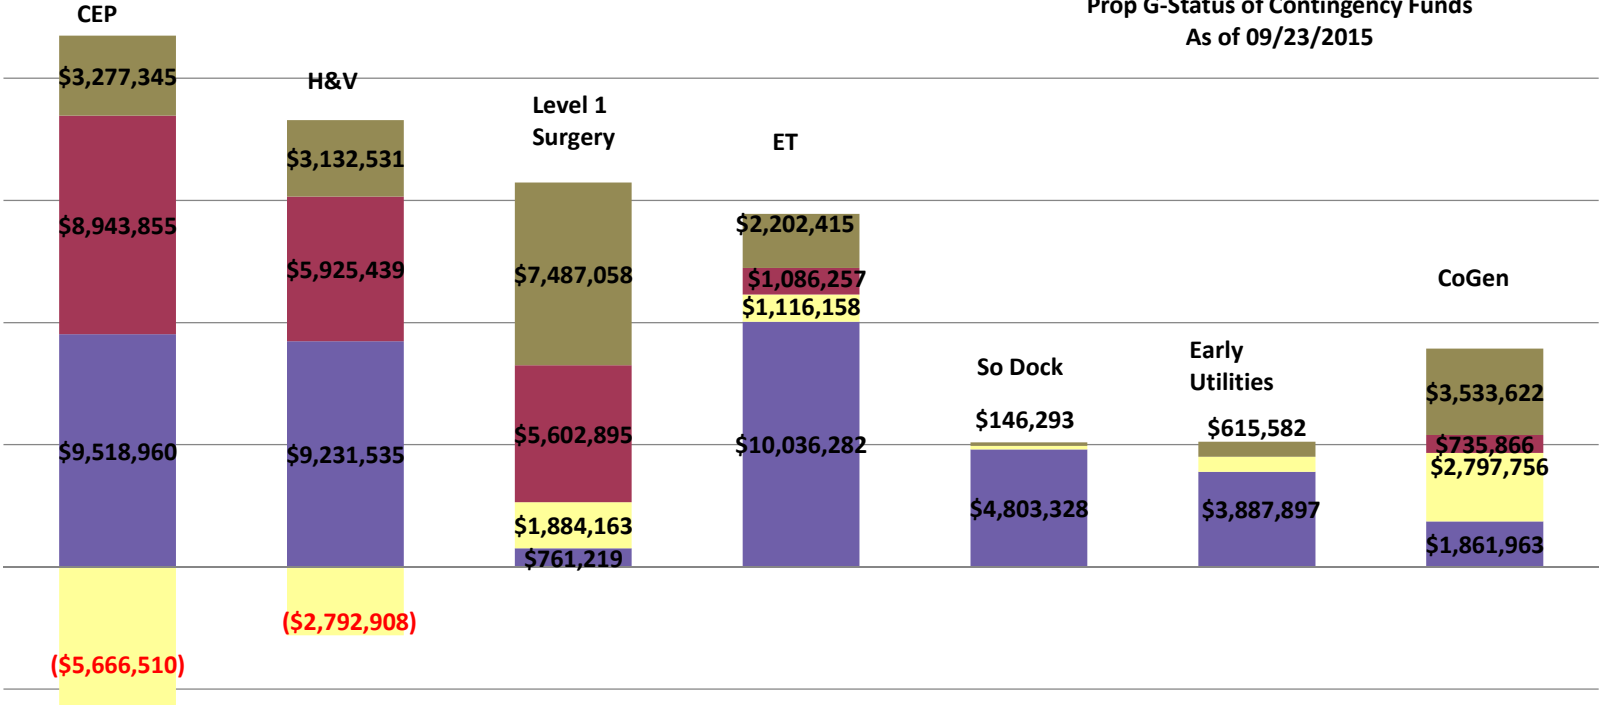 Prop G-Status of Contingency Funds
As of 09/23/2015
CEP
$3,277,345
$8,943,855
$9,518,960
($5,666,510)
H&V
$3,132,531
$5,925,439
$9,231,535
($2,792,908)
Level 1
Surgery
$7,487,058
$5,602,895
$1,884,163
$761,219
ET
$2,202,415
$1,086,257
$1,116,158
$10,036,282
So Dock
$146,293
$4,803,328
Early
Utilities
$615,582
$3,887,897
CoGen
$3,533,622
$735,866
$2,797,756
$1,861,963